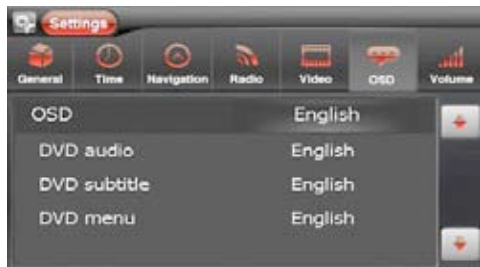 Settings
General Time Navigation Radio Video OSD Volume
OSD English
DVD audio English
DVD subtitle English
DVD menu English